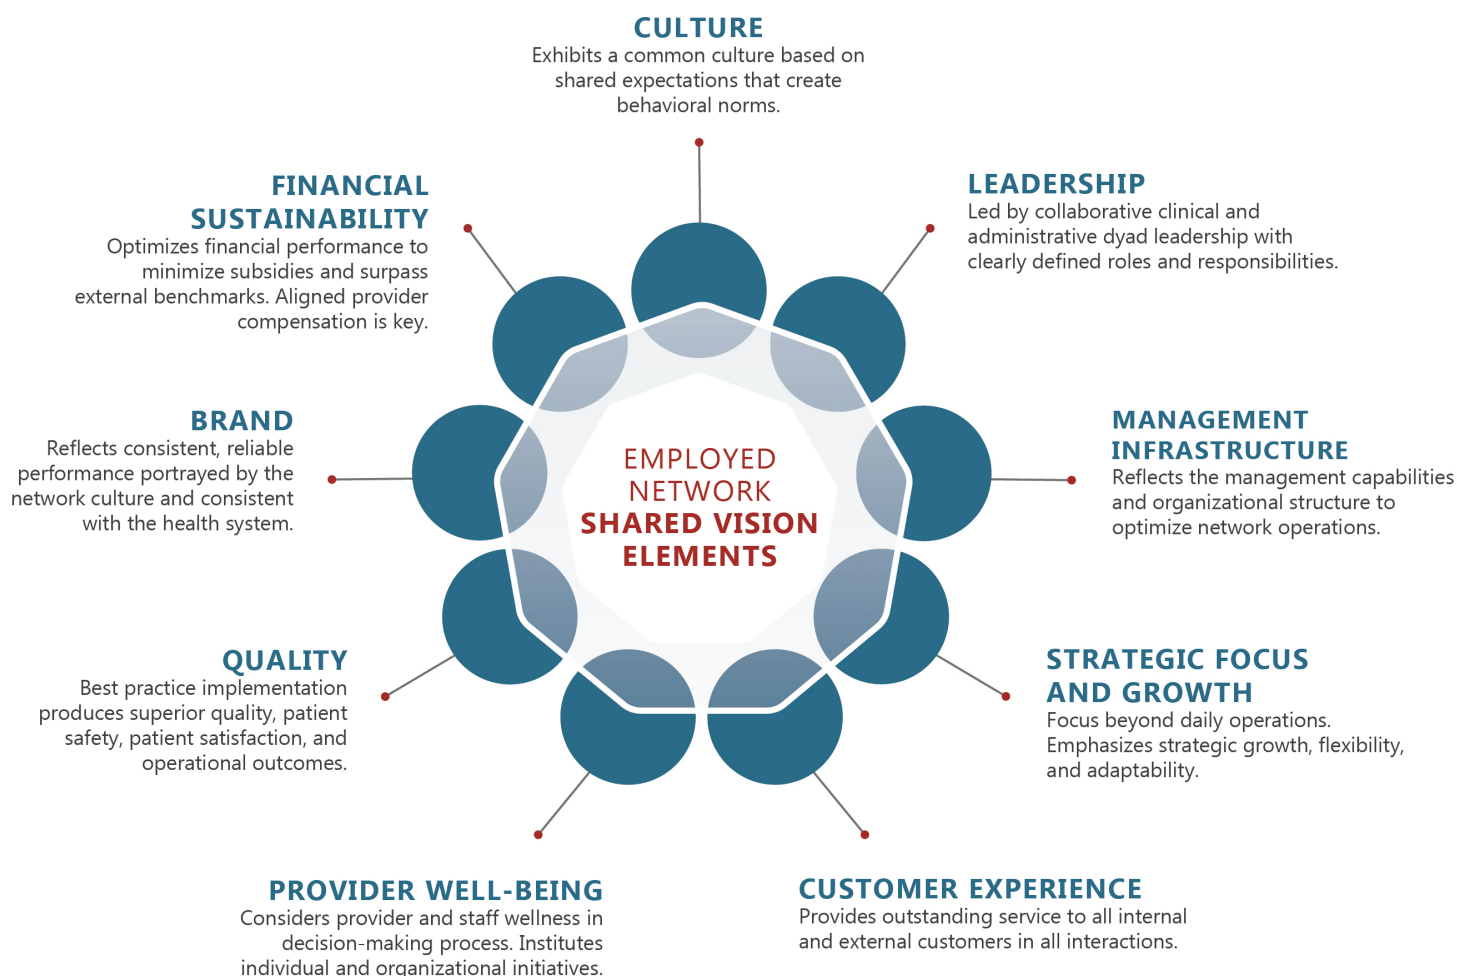 CULTURE
Exhibits a common culture based on
shared expectations that create
behavioral norms.
LEADERSHIP
Led by collaborative clinical and
administrative dyad leadership with
clearly defined roles and responsibilities.
MANAGEMENT
INFRASTRUCTURE
Reflects the management capabilities
and organizational structure to
optimize network operations.
STRATEGIC FOCUS
AND GROWTH
Focus beyond daily operations.
Emphasizes strategic growth, flexibility,
and adaptability.
CUSTOMER EXPERIENCE
Provides outstanding service to all internal
and external customers in all interactions.
PROVIDER WELL-BEING
Considers provider and staff wellness in
decision-making process. Institutes
individual and organizational initiatives.
QUALITY
Best practice implementation
produces superior quality, patient
safety, patient satisfaction, and
operational outcomes.
BRAND
Reflects consistent, reliable
performance portrayed by the
network culture and consistent
with the health system.
FINANCIAL
SUSTAINABILITY
Optimizes financial performance to
minimize subsidies and surpass
external benchmarks. Aligned provider
compensation is key.
EMPLOYED
NETWORK
SHARED VISION
ELEMENTS